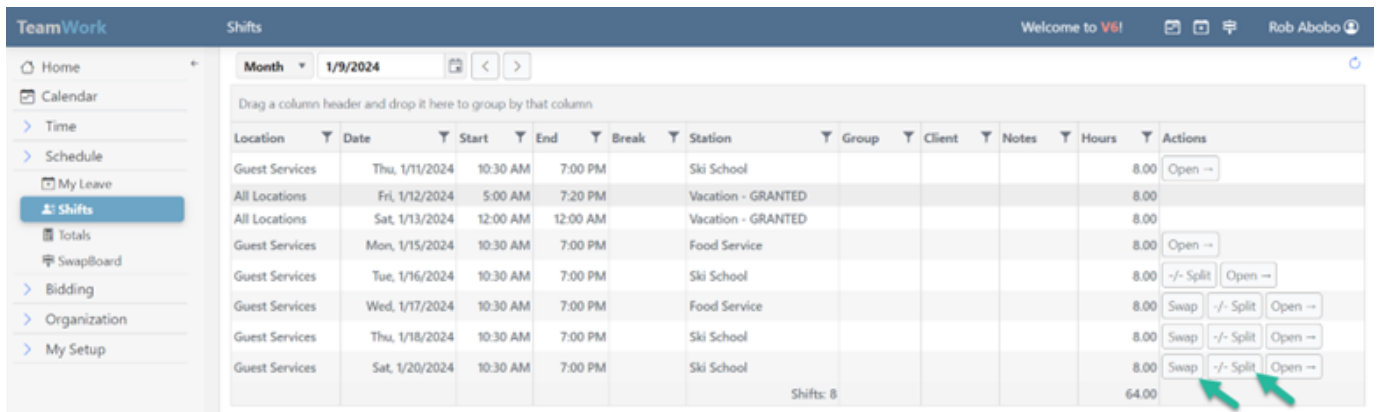 TeamWork Shifts Welcome to V6! Rob Abobo
Home
Calendar
Time
Schedule
My Leave
Shifts
Totals
SwapBoard
Bidding
Organization
My Setup
Month 1/9/2024
Drag a column header and drop it here to group by that column
Location Date Start End Break Station Group Client Notes Hours Actions
Guest Services Thu, 1/11/2024 10:30 AM 7:00 PM Ski School 8.00 Open →
All Locations Fri, 1/12/2024 5:00 AM 7:20 PM Vacation - GRANTED 8.00
All Locations Sat, 1/13/2024 12:00 AM 12:00 AM Vacation - GRANTED 8.00
Guest Services Mon, 1/15/2024 10:30 AM 7:00 PM Food Service 8.00 Open →
Guest Services Tue, 1/16/2024 10:30 AM 7:00 PM Ski School 8.00 -/- Split Open →
Guest Services Wed, 1/17/2024 10:30 AM 7:00 PM Food Service 8.00 Swap -/- Split Open →
Guest Services Thu, 1/18/2024 10:30 AM 7:00 PM Ski School 8.00 Swap -/- Split Open →
Guest Services Sat, 1/20/2024 10:30 AM 7:00 PM Ski School 8.00 Swap -/- Split Open →
Shifts: 8 64.00